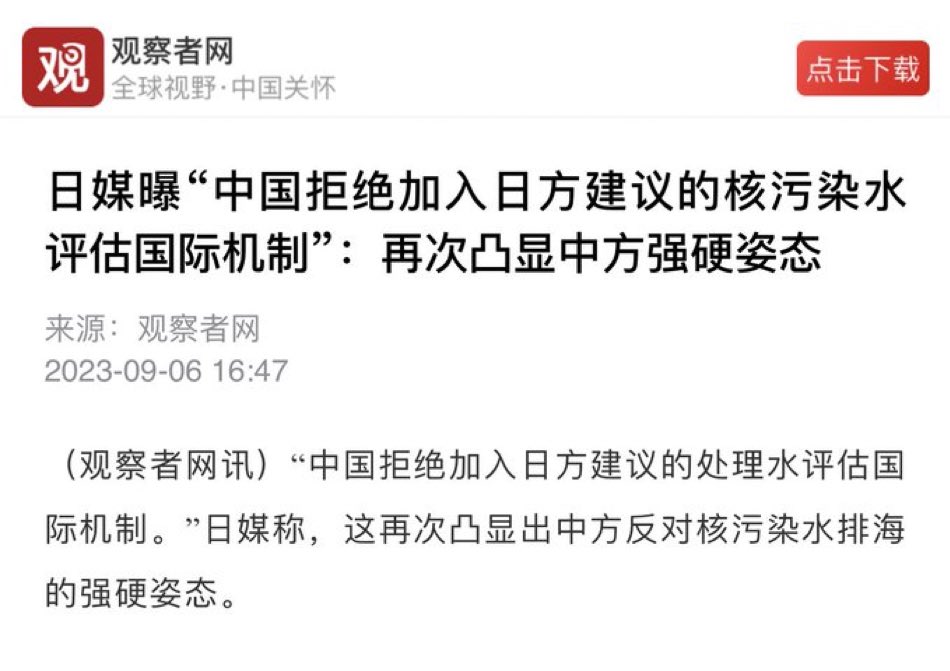 观
观察者网
全球视野·中国关怀
点击下载
日媒曝“中国拒绝加入日方建议的核污染水
评估国际机制”：再次凸显中方强硬姿态
来源：观察者网
2023-09-06 16:47
（观察者网讯）“中国拒绝加入日方建议的处理水评估国
际机制。”日媒称，这再次凸显出中方反对核污染水排海
的强硬姿态。